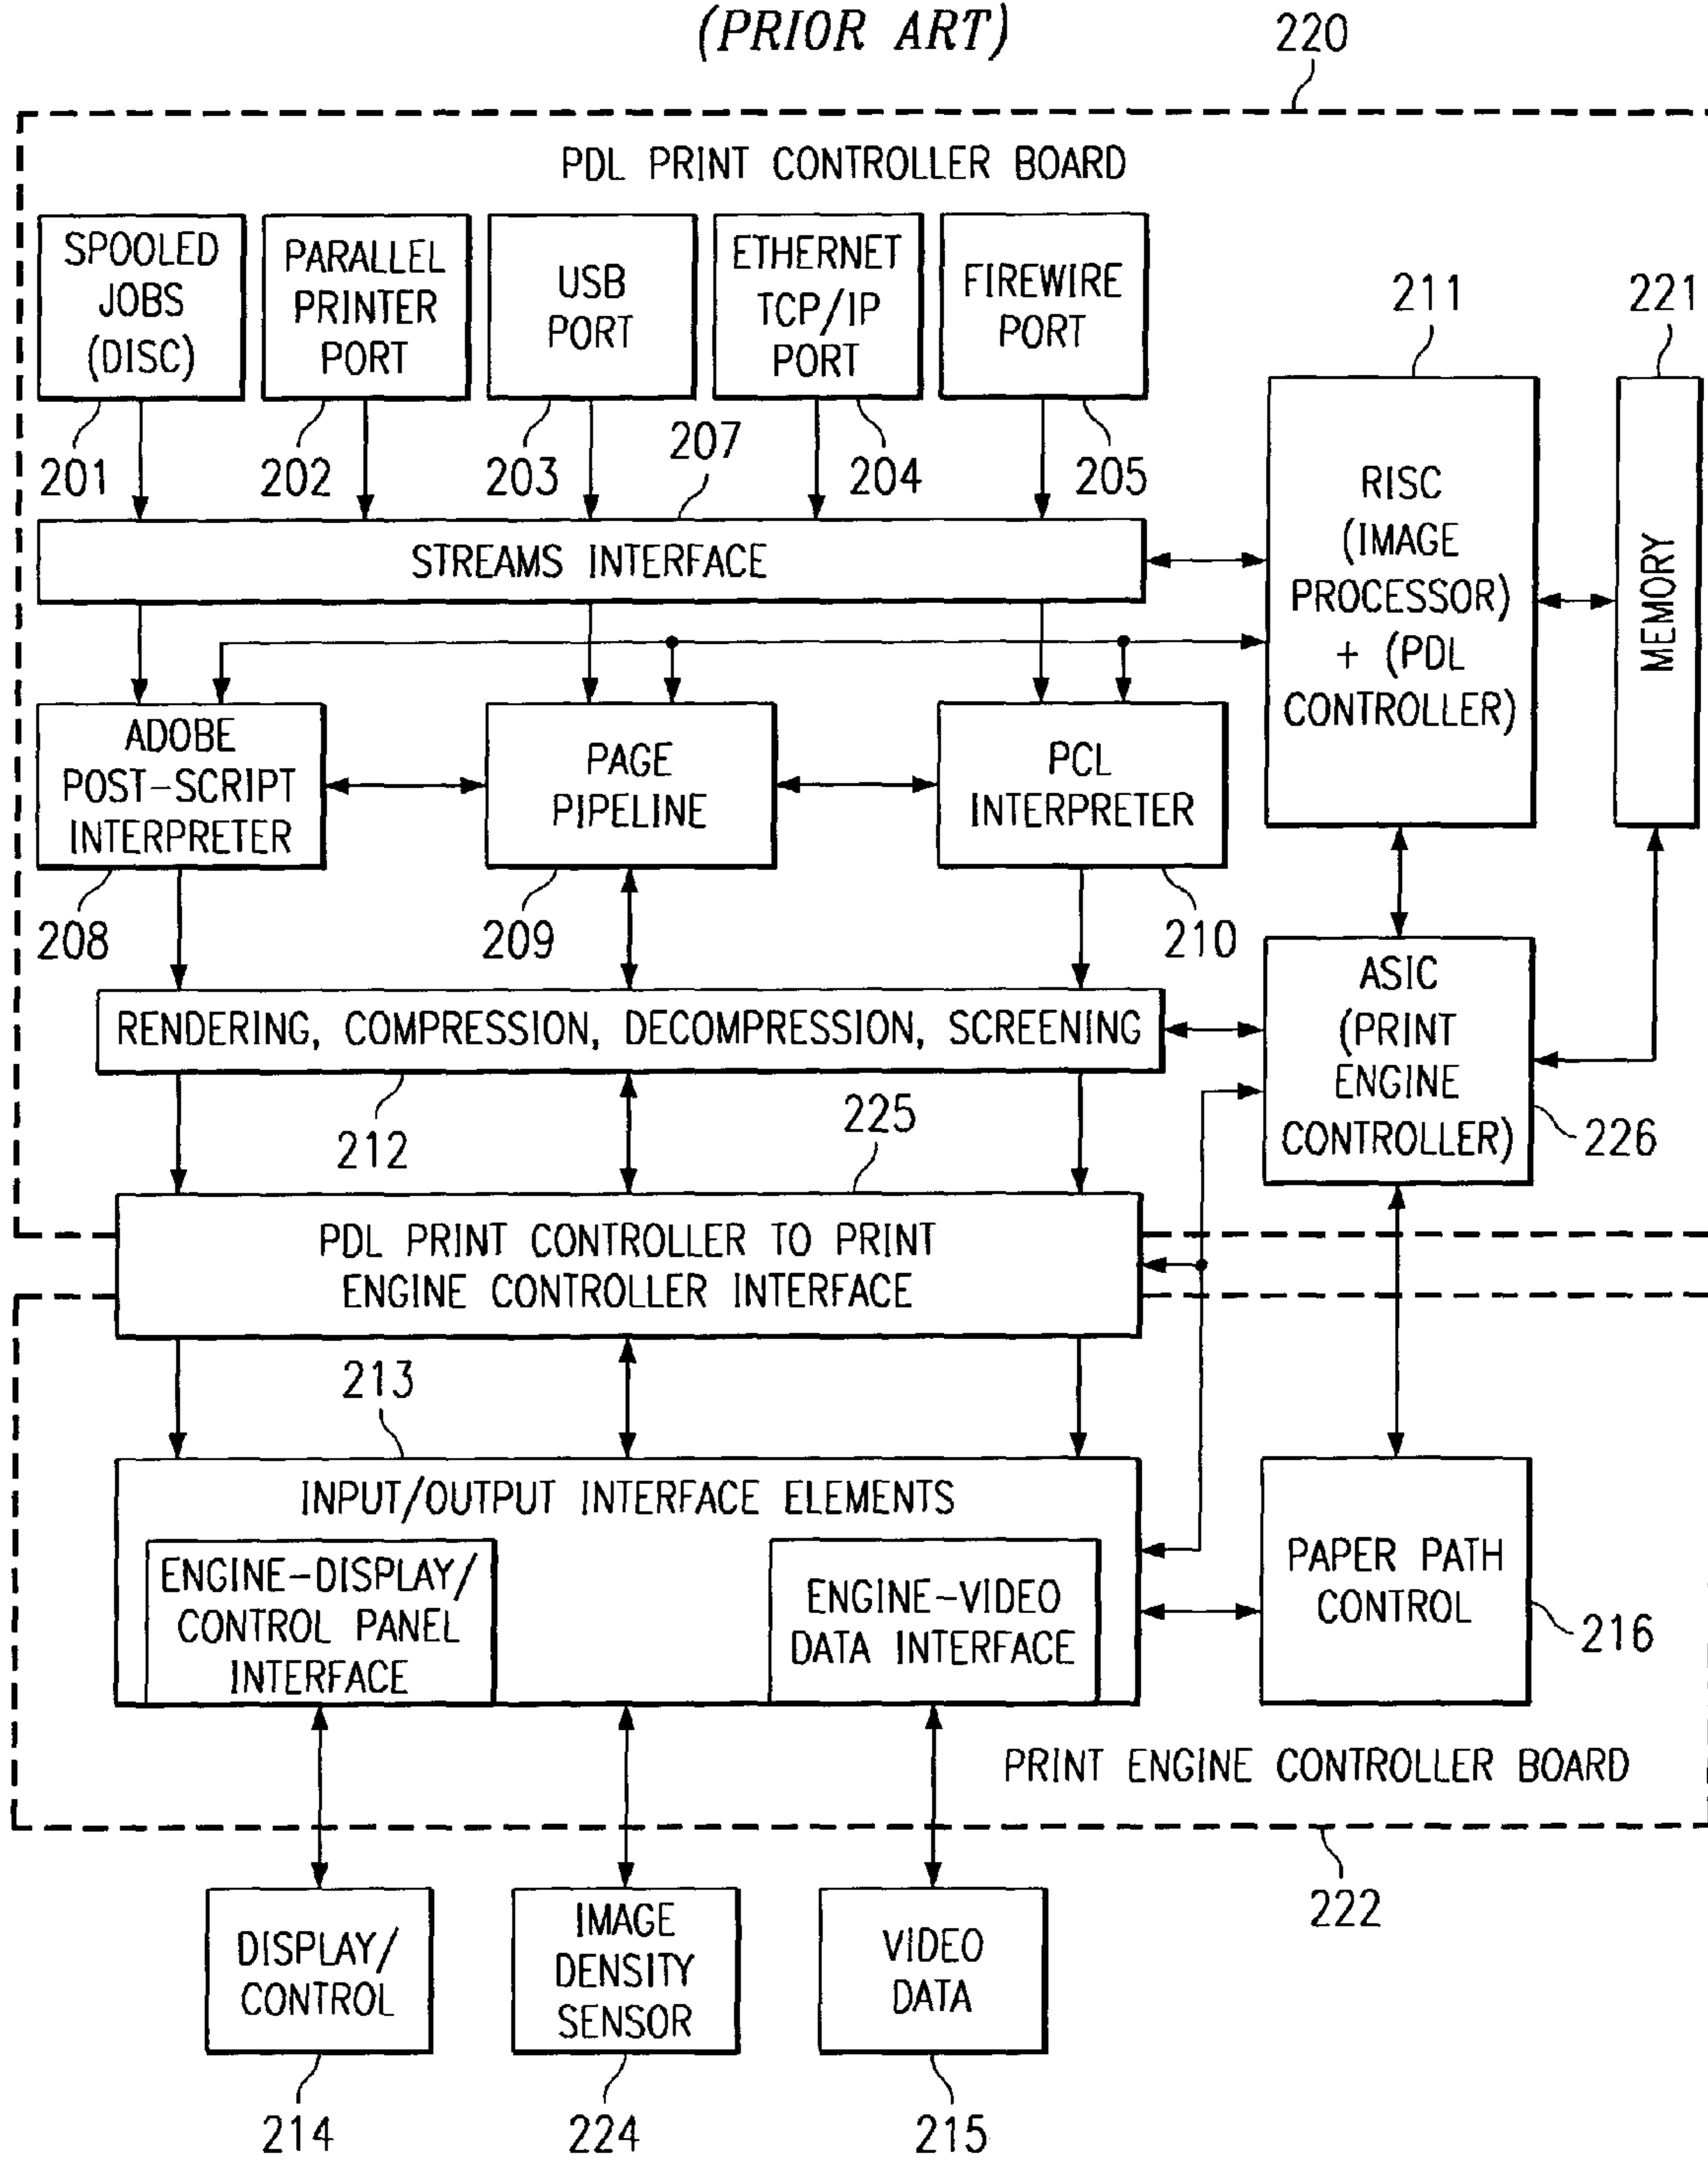 (PRIOR ART)
220
PDL PRINT CONTROLLER BOARD
SPOOLED
JOBS
(DISC)
PARALLEL
PRINTER
PORT
USB
PORT
ETHERNET
TCP/IP
PORT
FIREWIRE
PORT
211
221
201
202
203
207
204
205
RISC
(IMAGE
PROCESSOR)
+ (PDL
CONTROLLER)
MEMORY
STREAMS INTERFACE
ADOBE
POST-SCRIPT
INTERPRETER
PAGE
PIPELINE
PCL
INTERPRETER
208
209
210
ASIC
(PRINT
ENGINE
CONTROLLER)
226
RENDERING, COMPRESSION, DECOMPRESSION, SCREENING
212
225
PDL PRINT CONTROLLER TO PRINT
ENGINE CONTROLLER INTERFACE
213
INPUT/OUTPUT INTERFACE ELEMENTS
ENGINE-DISPLAY/
CONTROL PANEL
INTERFACE
ENGINE-VIDEO
DATA INTERFACE
PAPER PATH
CONTROL
216
PRINT ENGINE CONTROLLER BOARD
222
DISPLAY/
CONTROL
IMAGE
DENSITY
SENSOR
VIDEO
DATA
214
224
215